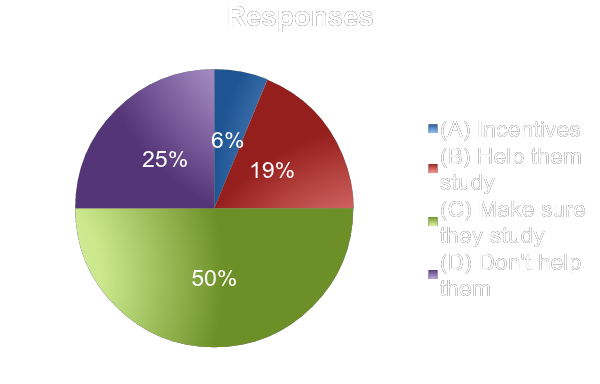 Responses
6%
25%
19%
50%
(A) Incentives
(B) Help them
study
(C) Make sure
they study
(D) Don't help
them